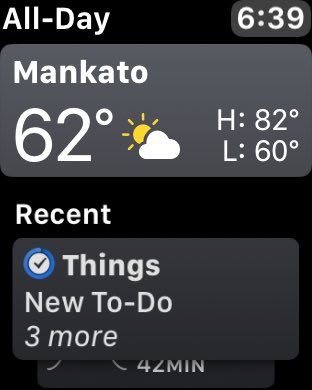 All-Day
6:39
Mankato
62°
H: 82°
L: 60°
Recent
Things
New To-Do
3 more
42MIN